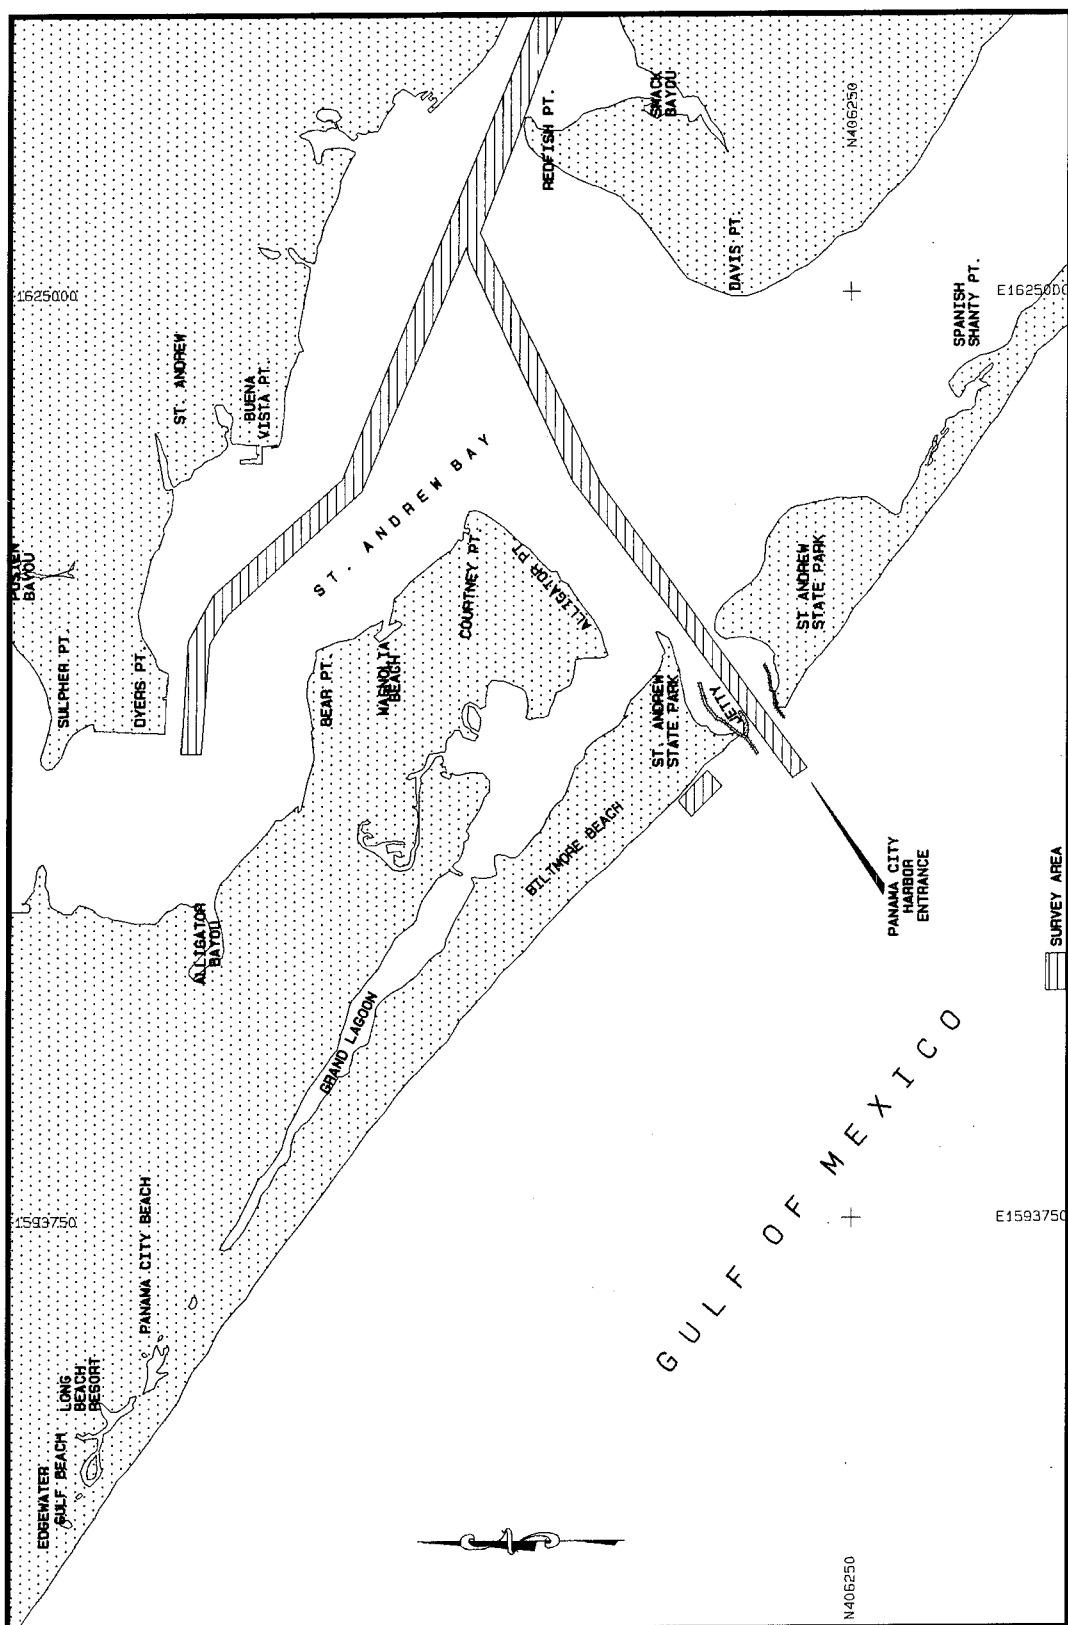 EDGEWATER
GULF BEACH
LONG
BEACH
RESORT
PANAMA CITY BEACH
1593750
GRAND LAGOON
ALLIGATOR
BAYOU
BILTMORE BEACH
SULPHER PT.
DYERS PT.
BAYOU
BEAR PT.
MAGNOLIA
BEACH
COURTNEY PT.
ALLIGATOR PT.
ST. ANDREW
STATE PARK
JETTY
ST ANDREW
STATE PARK
ST. ANDREW BAY
ST. ANDREW
BUENA
VISTA PT.
1625000
REDFISH PT.
SMACK
BAYOU
DAVIS PT.
SPANISH
SHANTY PT.
N406250
E1625000
PANAMA CITY
HARBOR
ENTRANCE
GULF OF MEXICO
SURVEY AREA
E1593750
N406250